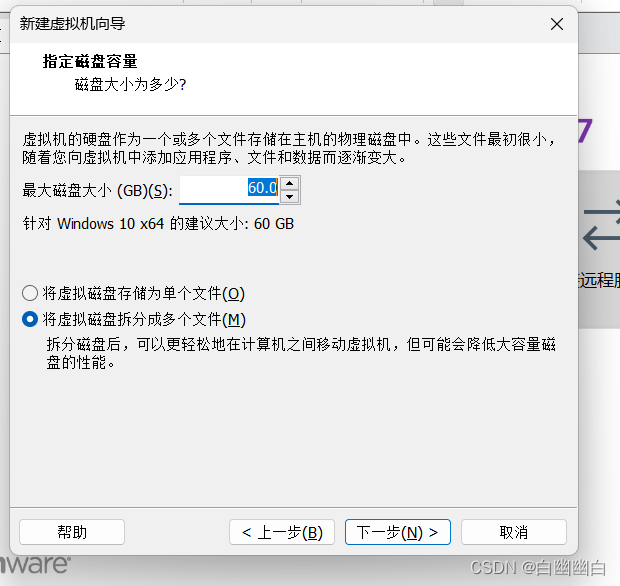 新建虚拟机向导
指定磁盘容量
磁盘大小为多少?
7
虚拟机的硬盘作为一个或多个文件存储在主机的物理磁盘中。这些文件最初很小，
随着您向虚拟机中添加应用程序、文件和数据而逐渐变大。
最大磁盘大小 (GB)(S): 60.0
针对 Windows 10 x64 的建议大小: 60 GB
远程
将虚拟磁盘存储为单个文件(O)
将虚拟磁盘拆分成多个文件(M)
拆分磁盘后，可以更轻松地在计算机之间移动虚拟机，但可能会降低大容量磁
盘的性能。
帮助 < 上一步(B) 下一步(N) > 取消
ware
CSDN @白幽幽白